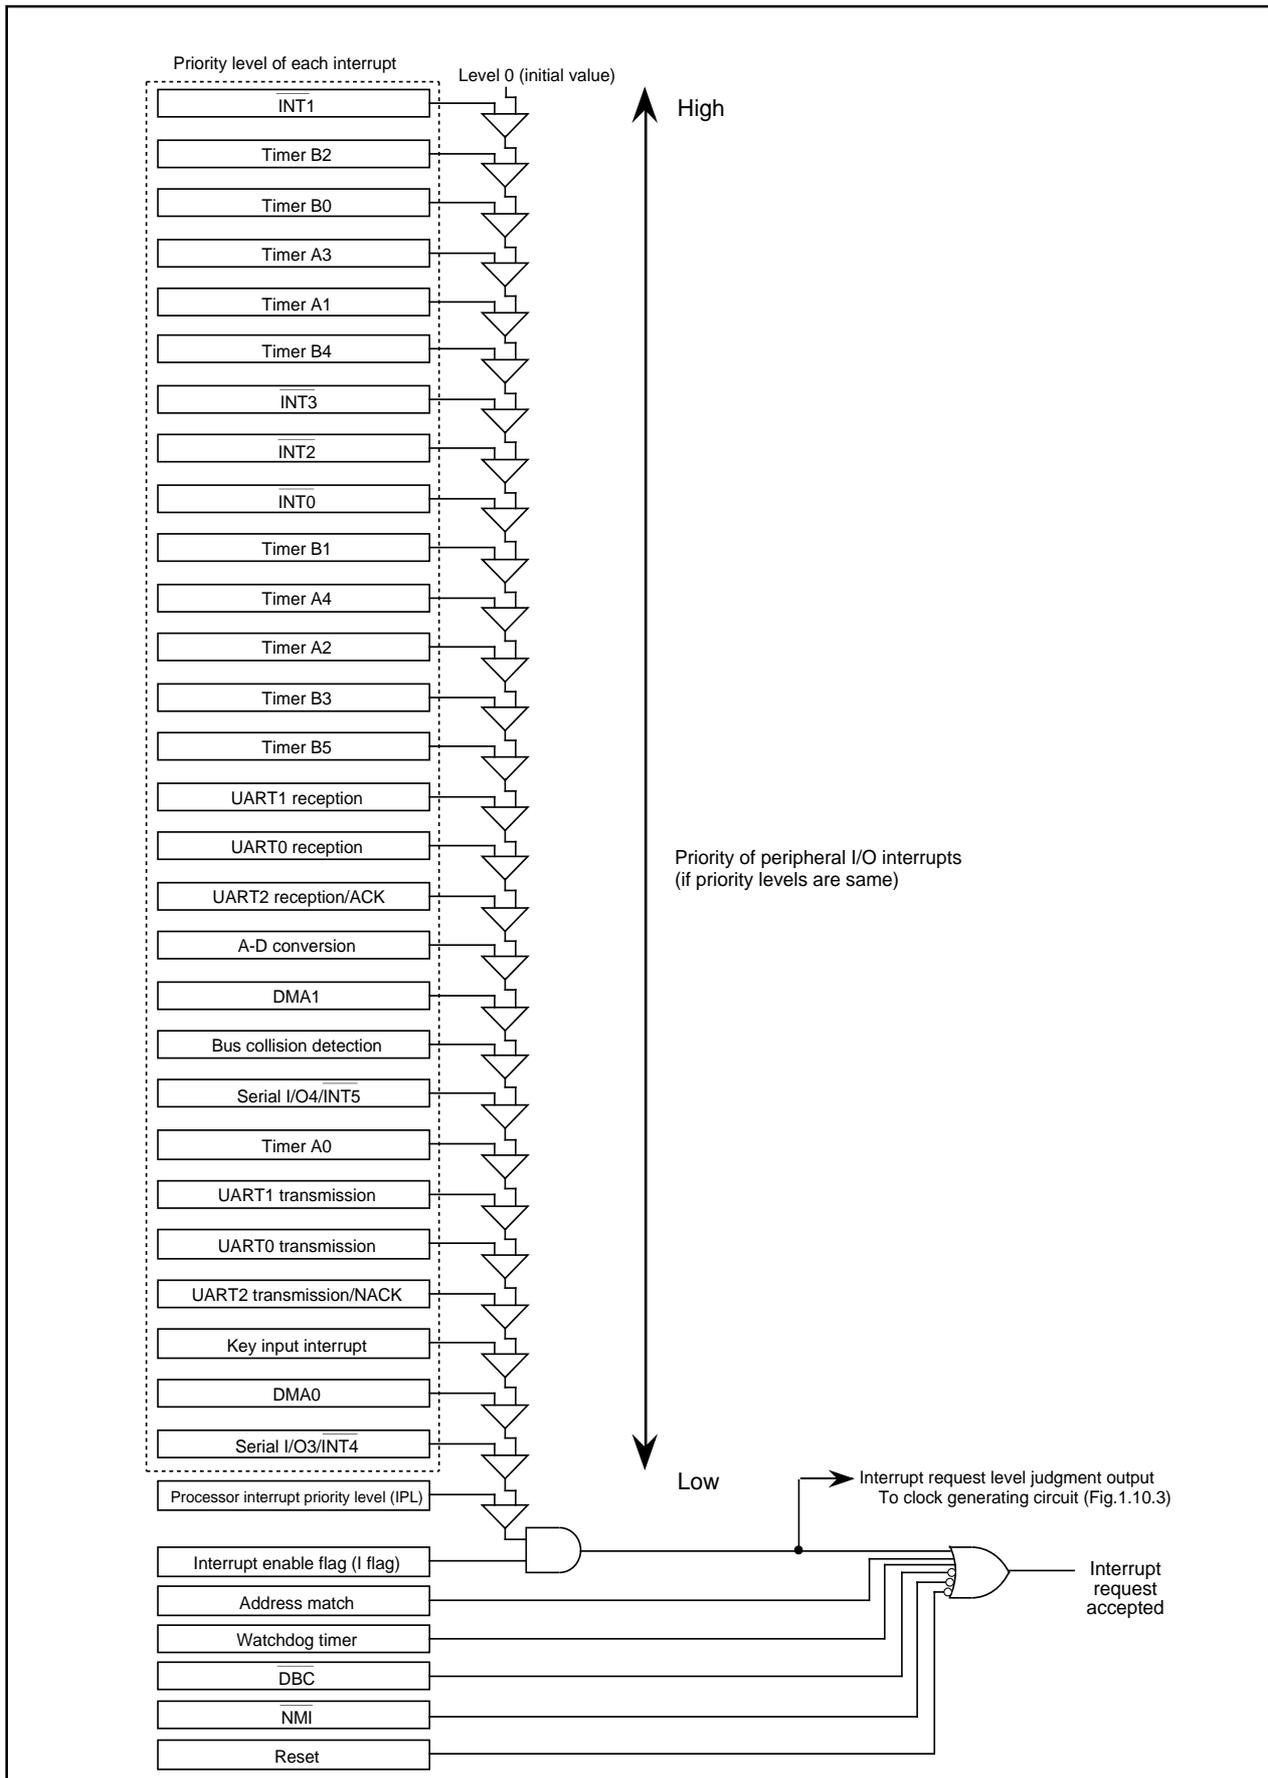 Priority level of each interrupt
Level 0 (initial value)
High
INT1
Timer B2
Timer B0
Timer A3
Timer A1
Timer B4
INT3
INT2
INT0
Timer B1
Timer A4
Timer A2
Timer B3
Timer B5
UART1 reception
UART0 reception
UART2 reception/ACK
A-D conversion
DMA1
Bus collision detection
Serial I/O4/INT5
Timer A0
UART1 transmission
UART0 transmission
UART2 transmission/NACK
Key input interrupt
DMA0
Serial I/O3/INT4
Priority of peripheral I/O interrupts
(if priority levels are same)
Low
Processor interrupt priority level (IPL)
Interrupt request level judgment output
To clock generating circuit (Fig.1.10.3)
Interrupt enable flag (I flag)
Address match
Watchdog timer
DBC
NMI
Reset
Interrupt
request
accepted